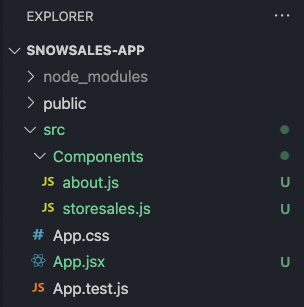 EXPLORER ...
SNOWSALES-APP
node_modules
public
src
Components
JS about.js U
JS storesales.js U
# App.css
App.jsx U
JS App.test.js